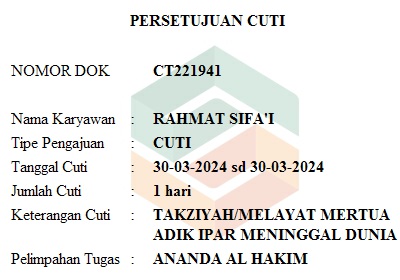 PERSETUJUAN CUTI
NOMOR DOK CT221941
Nama Karyawan : RAHMAT SIFA'I
Tipe Pengajuan : CUTI
Tanggal Cuti : 30-03-2024 sd 30-03-2024
Jumlah Cuti : 1 hari
Keterangan Cuti : TAKZIYAH/MELAYAT MERTUA
ADIK IPAR MENINGGAL DUNIA
Pelimpahan Tugas : ANANDA AL HAKIM